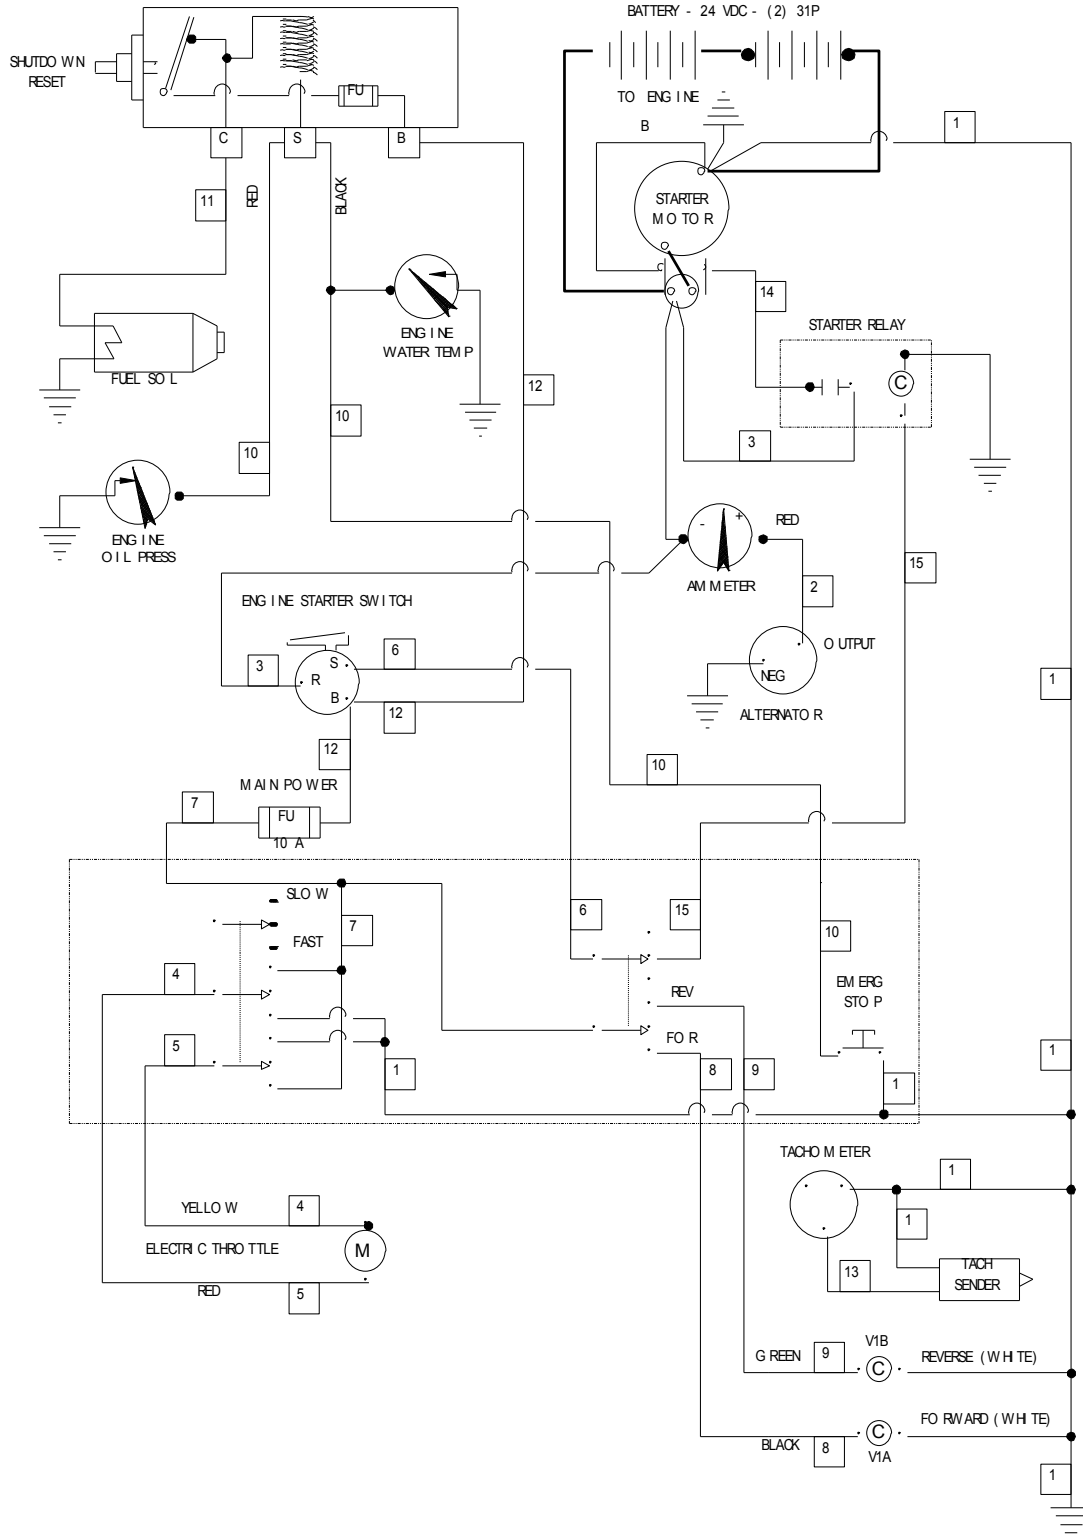 BATTERY - 24 VDC - (2) 31P
SHUTDOWN
RESET
FU
TO ENGINE
B
1
C
S
B
11
RED
BLACK
STARTER
MOTOR
14
ENGINE
WATER TEMP
STARTER RELAY
C
FUEL SOL
12
10
10
3
ENGINE
OIL PRESS
- +
RED
AMMETER
15
2
ENGINE STARTER SWITCH
6
OUTPUT
3
S
R
B
NEG
1
12
ALTERNATOR
12
10
MAIN POWER
7
FU
10 A
SLOW
6
15
7
FAST
10
4
REV
EMERG
STOP
5
FOR
1
8
9
1
1
TACHOMETER
1
YELLOW
4
1
ELECTRIC THROTTLE
M
13
TACH
SENDER
RED
5
V1B
GREEN
9
C
REVERSE (WHITE)
FORWARD (WHITE)
C
BLACK
8
V1A
1